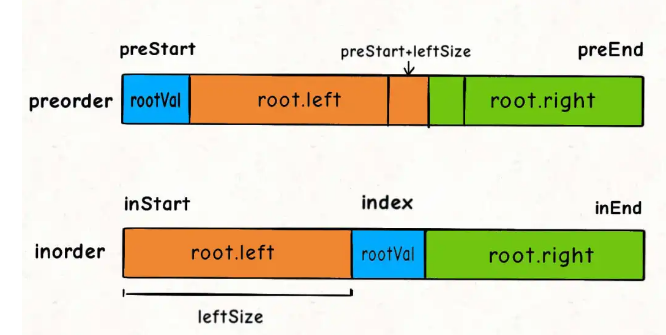 preStart
preStart+leftSize
preEnd
preorder
rootVal
root.left
root.right
inStart
index
inEnd
inorder
root.left
rootVal
root.right
leftSize